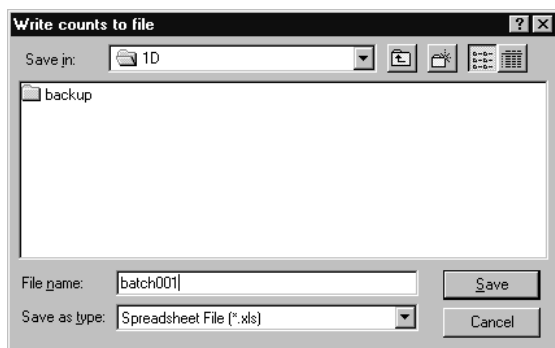 Write counts to file
Save in: 1D
backup
File name: batch001
Save
Save as type: Spreadsheet File (*.xls)
Cancel